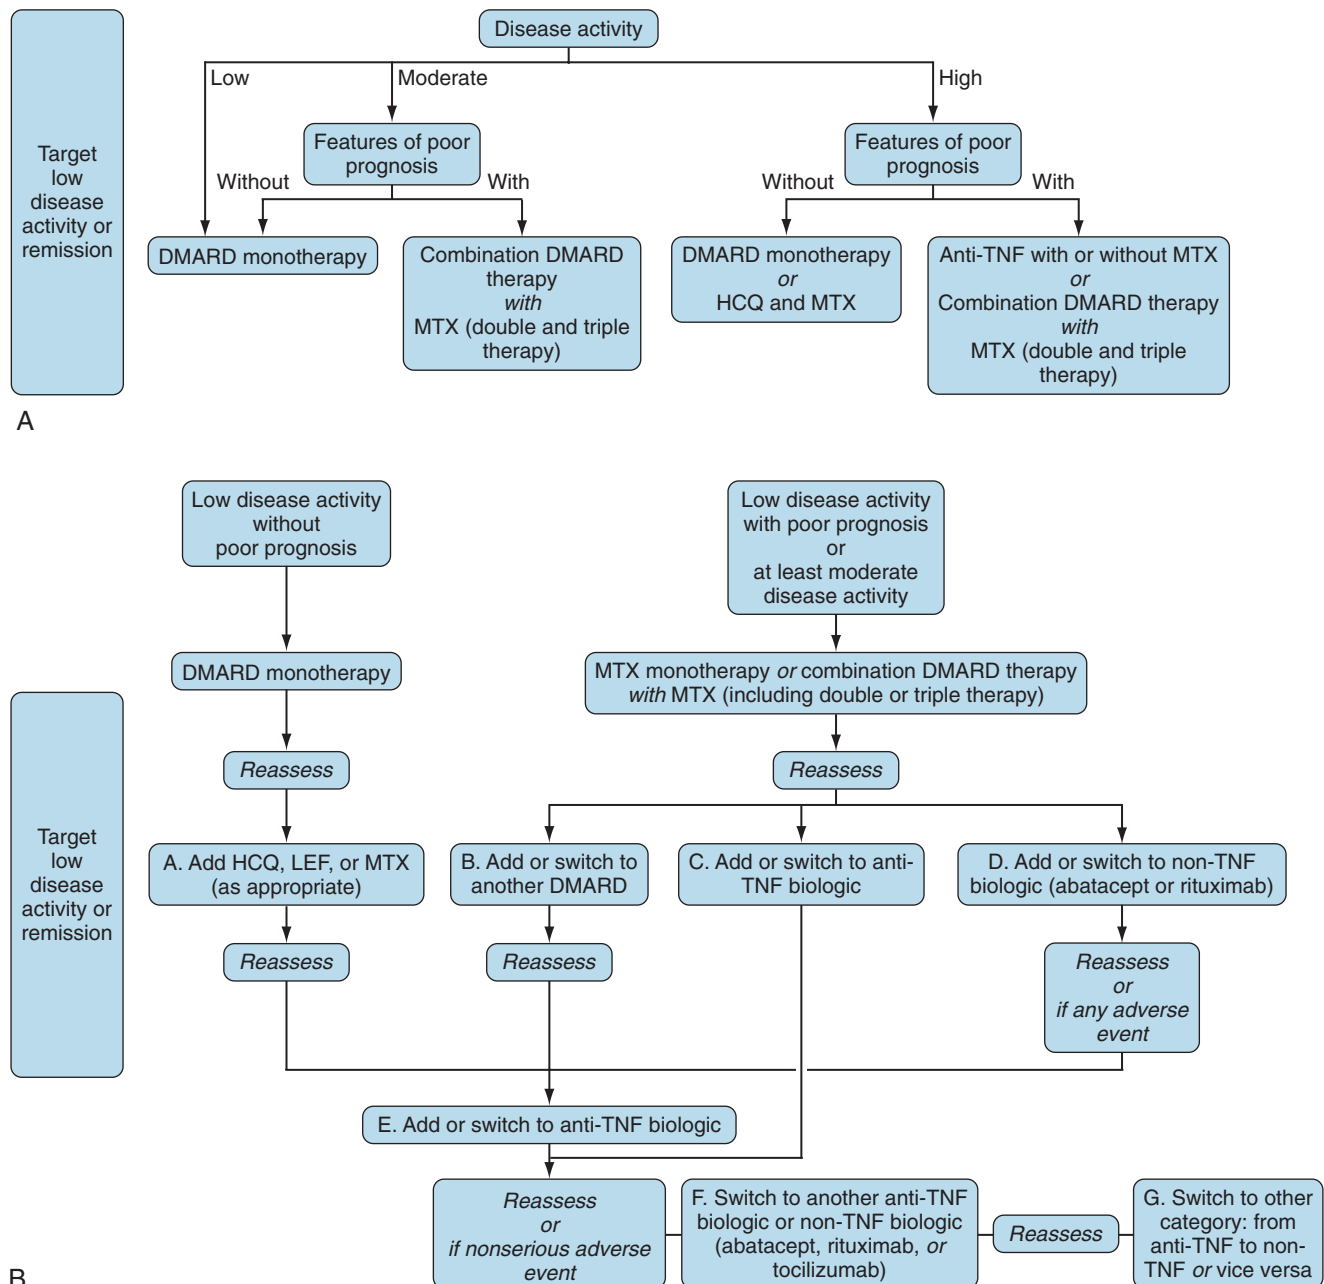 Disease activity
Low
Moderate
High
Target
low
disease
activity or
remission
Features of poor
prognosis
Features of poor
prognosis
Without
With
Without
With
DMARD monotherapy
Combination DMARD
therapy
with
MTX (double and triple
therapy)
DMARD monotherapy
or
HCQ and MTX
Anti-TNF with or without MTX
or
Combination DMARD therapy
with
MTX (double and triple
therapy)
A
Low disease activity
without
poor prognosis
Low disease activity
with poor prognosis
or
at least moderate
disease activity
DMARD monotherapy
MTX monotherapy or combination DMARD therapy
with MTX (including double or triple therapy)
Reassess
Reassess
Target
low
disease
activity or
remission
A. Add HCQ, LEF, or MTX
(as appropriate)
B. Add or switch to
another DMARD
C. Add or switch to anti-
TNF biologic
D. Add or switch to non-TNF
biologic (abatacept or rituximab)
Reassess
Reassess
Reassess
or
if any adverse
event
E. Add or switch to anti-TNF biologic
Reassess
or
if nonserious adverse
event
F. Switch to another anti-TNF
biologic or non-TNF biologic
(abatacept, rituximab, or
tocilizumab)
Reassess
G. Switch to other
category: from
anti-TNF to non-
TNF or vice versa
B